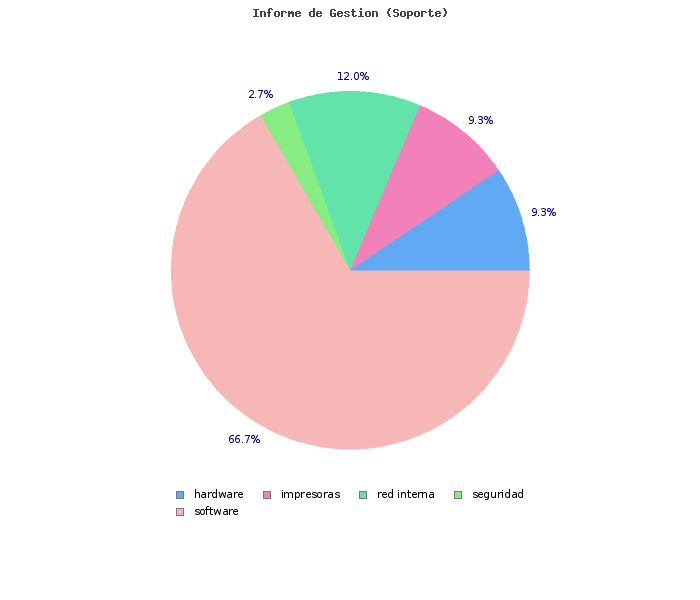 Informe de Gestion (Soporte)
12.0%
2.7%
9.3%
9.3%
66.7%
hardware impresoras red interna seguridad
software